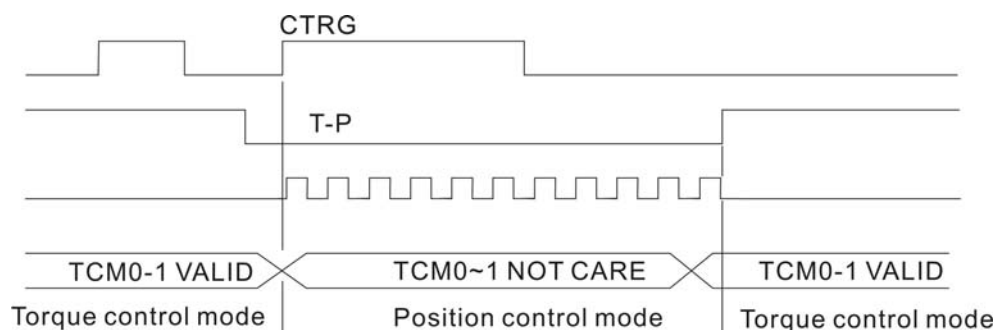 CTRG
T-P
TCM0-1 VALID
TCM0~1 NOT CARE
TCM0-1 VALID
Torque control mode
Position control mode
Torque control mode